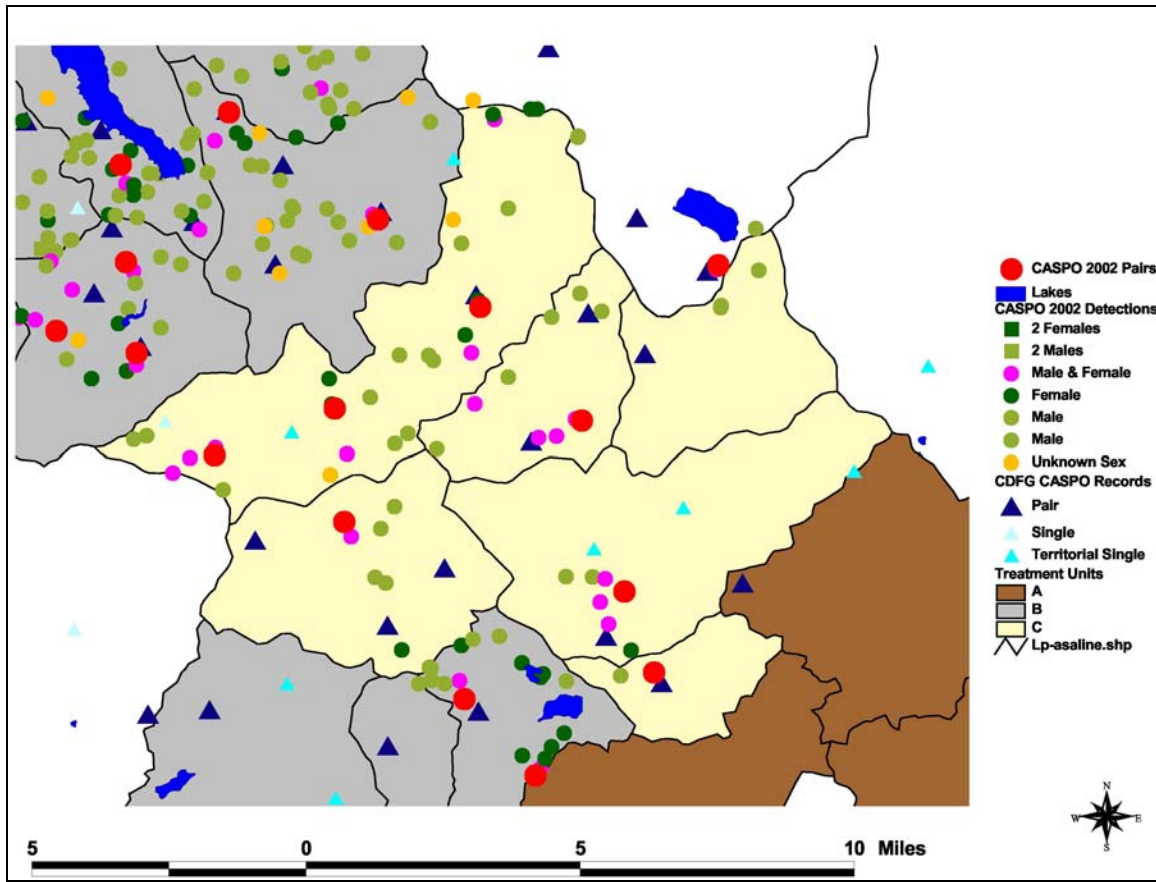 CASPO 2002 Pairs
Lakes
CASPO 2002 Detections
2 Females
2 Males
Male & Female
Female
Male
Male
Unknown Sex
CDFG CASPO Records
Pair
Single
Territorial Single
Treatment Units
A
B
C
Lp-asaline.shp
N
W E
S
5 0 5 10 Miles